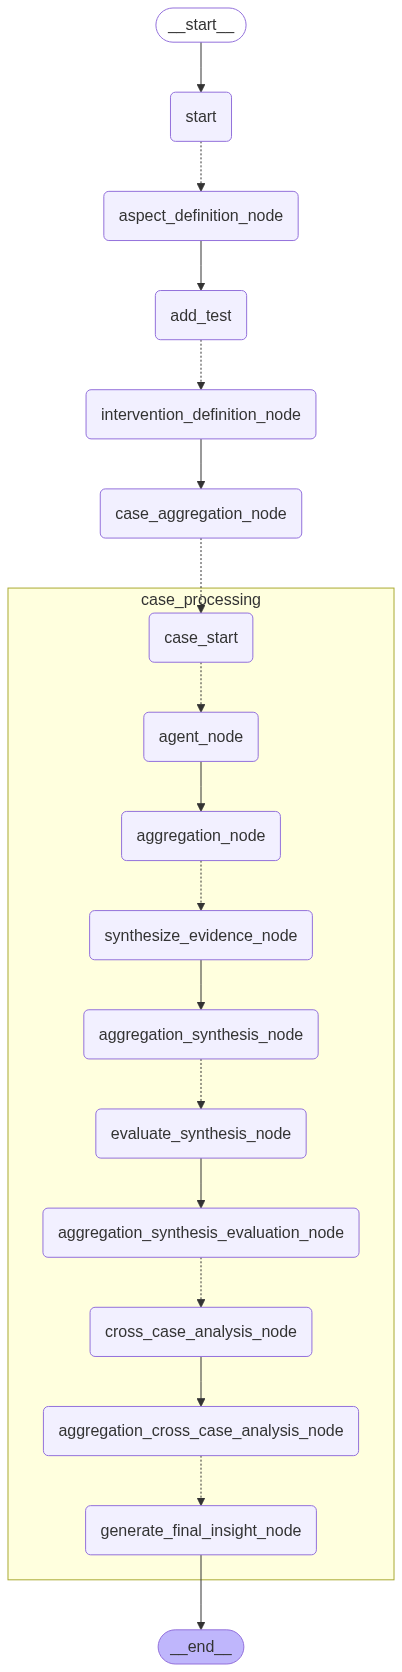 __start__
start
aspect_definition_node
add_test
intervention_definition_node
case_aggregation_node
case_processing
case_start
agent_node
aggregation_node
synthesize_evidence_node
aggregation_synthesis_node
evaluate_synthesis_node
aggregation_synthesis_evaluation_node
cross_case_analysis_node
aggregation_cross_case_analysis_node
generate_final_insight_node
__end__